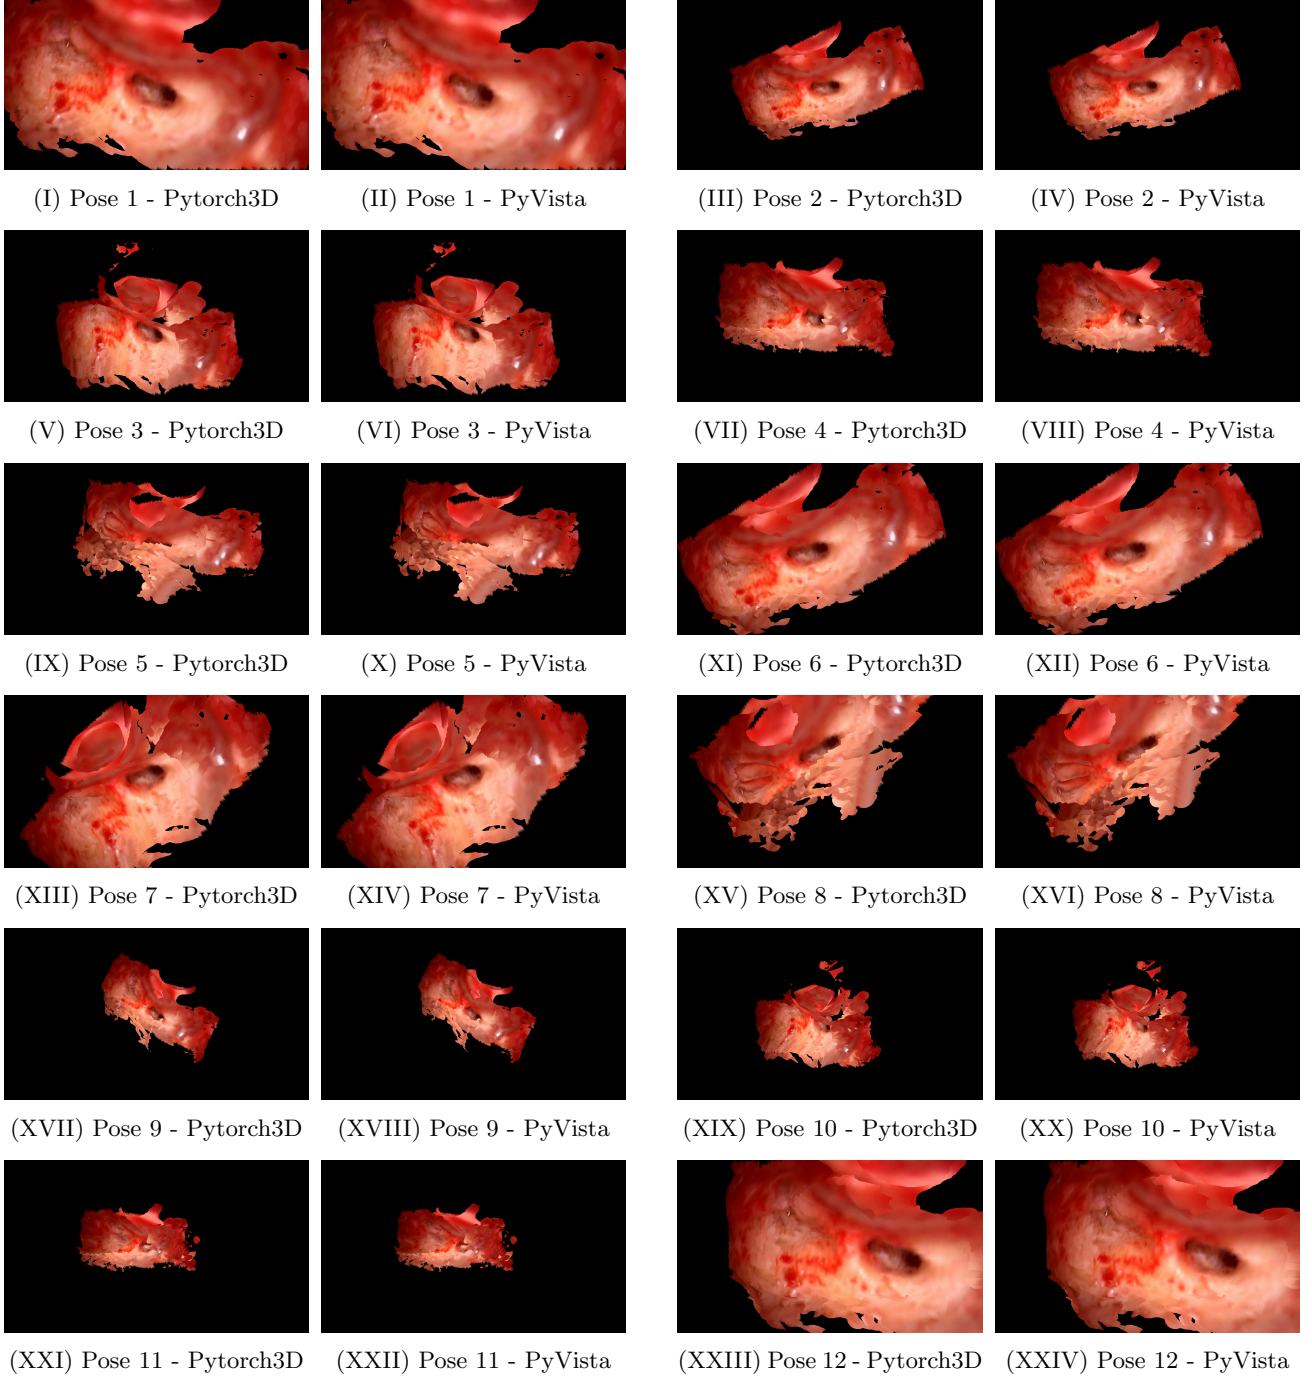 (I) Pose 1 - Pytorch3D
(II) Pose 1 - PyVista
(III) Pose 2 - Pytorch3D
(IV) Pose 2 - PyVista
(V) Pose 3 - Pytorch3D
(VI) Pose 3 - PyVista
(VII) Pose 4 - Pytorch3D
(VIII) Pose 4 - PyVista
(IX) Pose 5 - Pytorch3D
(X) Pose 5 - PyVista
(XI) Pose 6 - Pytorch3D
(XII) Pose 6 - PyVista
(XIII) Pose 7 - Pytorch3D
(XIV) Pose 7 - PyVista
(XV) Pose 8 - Pytorch3D
(XVI) Pose 8 - PyVista
(XVII) Pose 9 - Pytorch3D
(XVIII) Pose 9 - PyVista
(XIX) Pose 10 - Pytorch3D
(XX) Pose 10 - PyVista
(XXI) Pose 11 - Pytorch3D
(XXII) Pose 11 - PyVista
(XXIII) Pose 12 - Pytorch3D
(XXIV) Pose 12 - PyVista